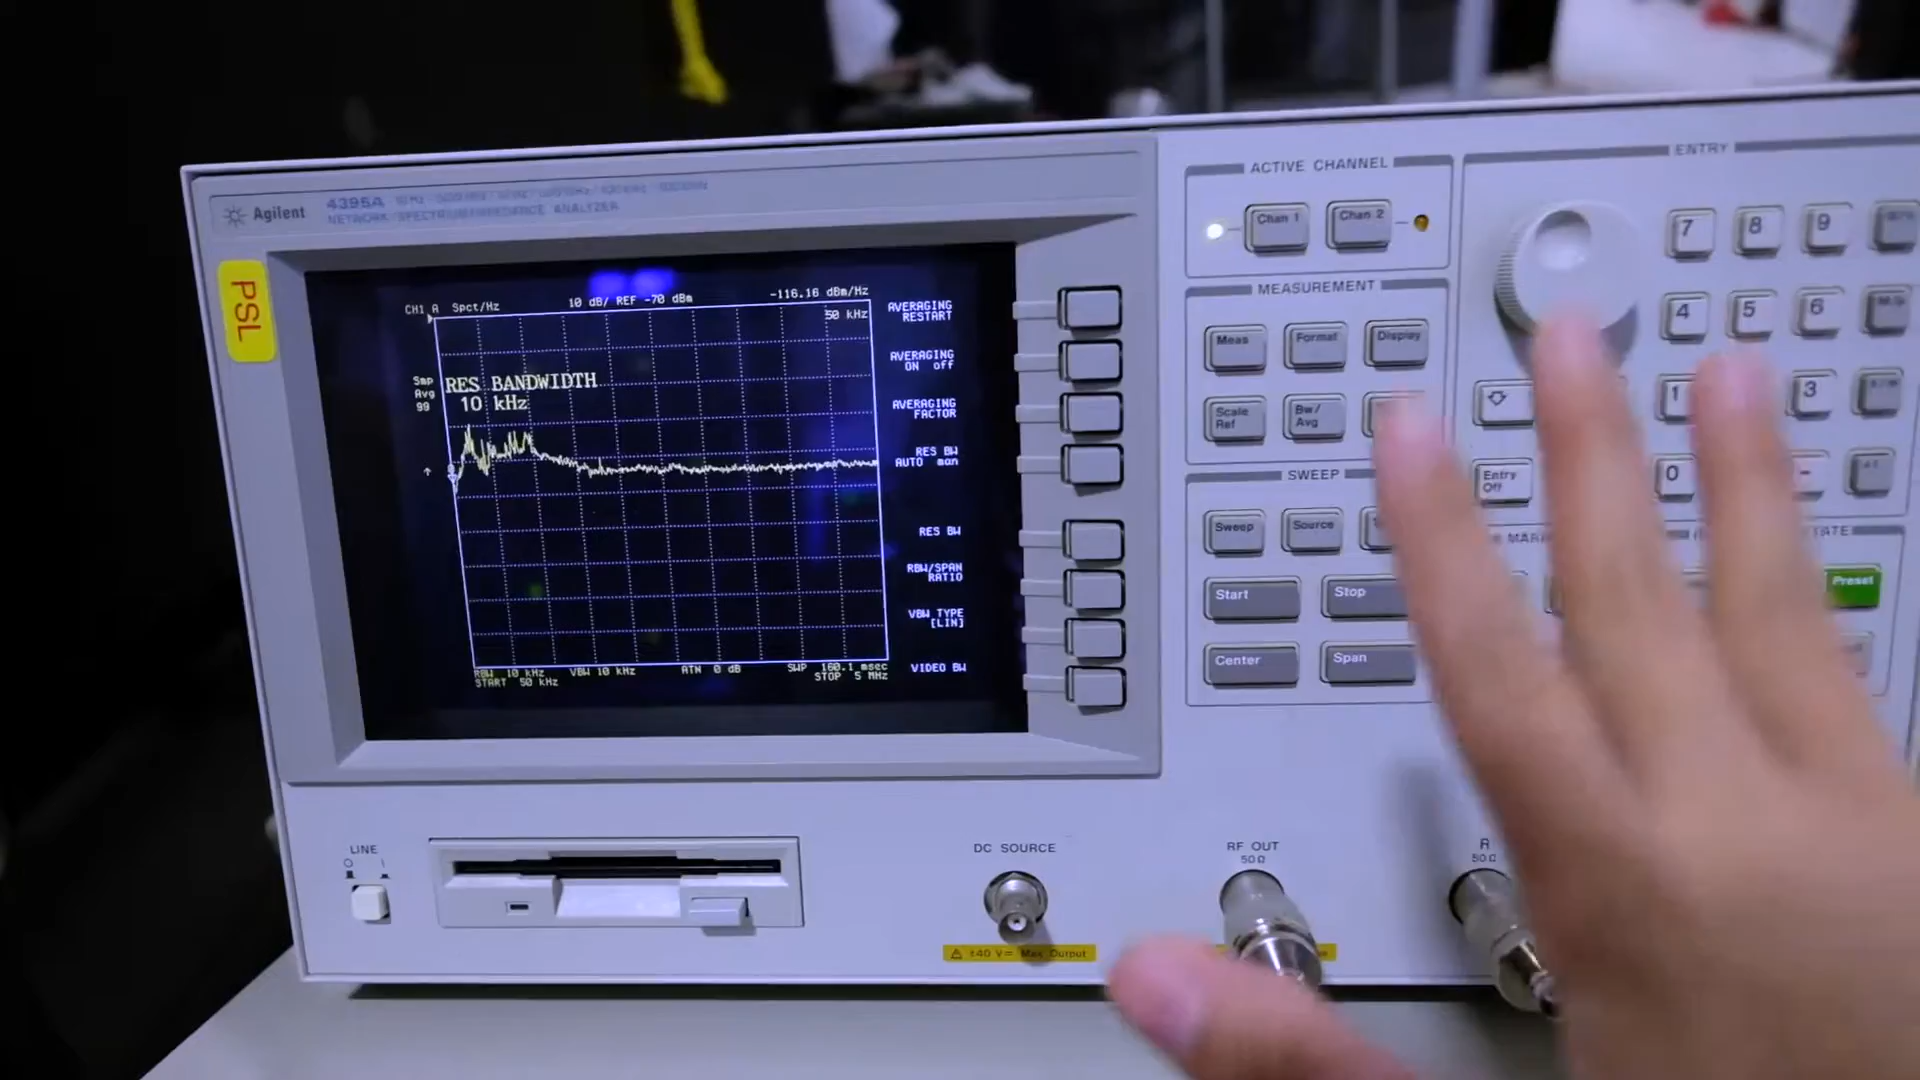 Agilent
4395A
NETWORK/SPECTRUM/IMPEDANCE ANALYZER
PSL
CH1 A Spct/Hz
10 dB/ REF -70 dBm
-116.16 dBm/Hz
50 kHz
Smp
Avg
99
RES BANDWIDTH
10 kHz
RBW 10 kHz
VBW 10 kHz
ATN 0 dB
SWP 160.1 msec
START 50 kHz
STOP 5 MHz
AVERAGING
RESTART
AVERAGING
ON off
AVERAGING
FACTOR
RES BW
AUTO man
RES BW
RBW/SPAN
RATIO
VBW TYPE
[LIN]
VIDEO BW
ACTIVE CHANNEL
Chan 1
Chan 2
MEASUREMENT
Meas
Format
Display
Scale
Ref
Bw/
Avg
SWEEP
Sweep
Source
Start
Stop
Center
Span
ENTRY
7
8
9
4
5
6
1
3
0
-
Entry
Off
Preset
LINE
DC SOURCE
±40 V= Max Output
RF OUT
50Ω
R
50Ω